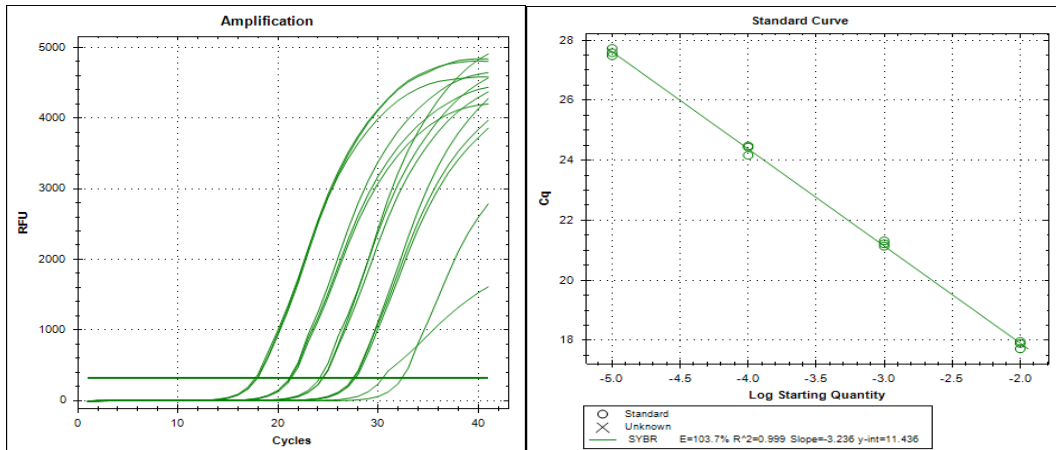 Amplification
5000
4000
3000
2000
1000
0
0
10
20
30
40
RFU
Cycles
Standard Curve
28
26
24
22
20
18
-5.0
-4.5
-4.0
-3.5
-3.0
-2.5
-2.0
Cq
Log Starting Quantity
Standard
Unknown
SYBR E=103.7% R^2=0.999 Slope=-3.236 y-int=11.436